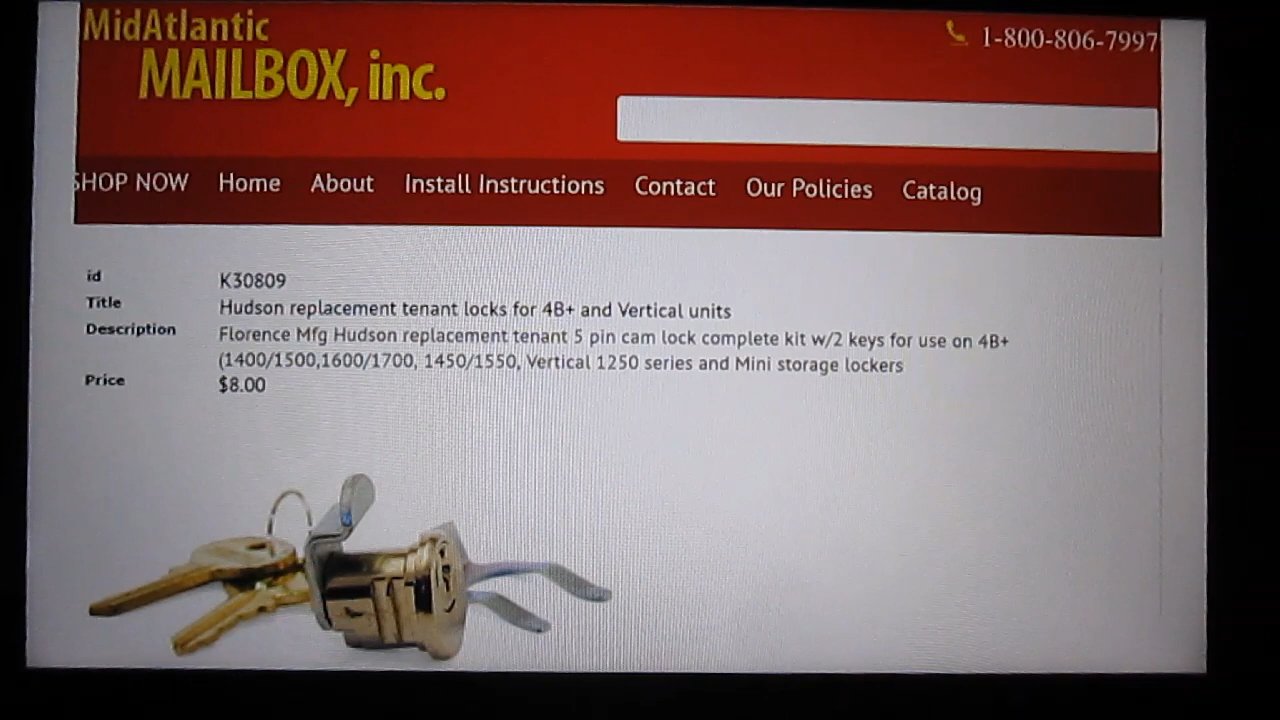 MidAtlantic
MAILBOX, inc.
1-800-806-7997
SHOP NOW Home About Install Instructions Contact Our Policies Catalog
id K30809
Title Hudson replacement tenant locks for 4B+ and Vertical units
Description Florence Mfg Hudson replacement tenant 5 pin cam lock complete kit w/2 keys for use on 4B+
(1400/1500,1600/1700, 1450/1550, Vertical 1250 series and Mini storage lockers
Price $8.00